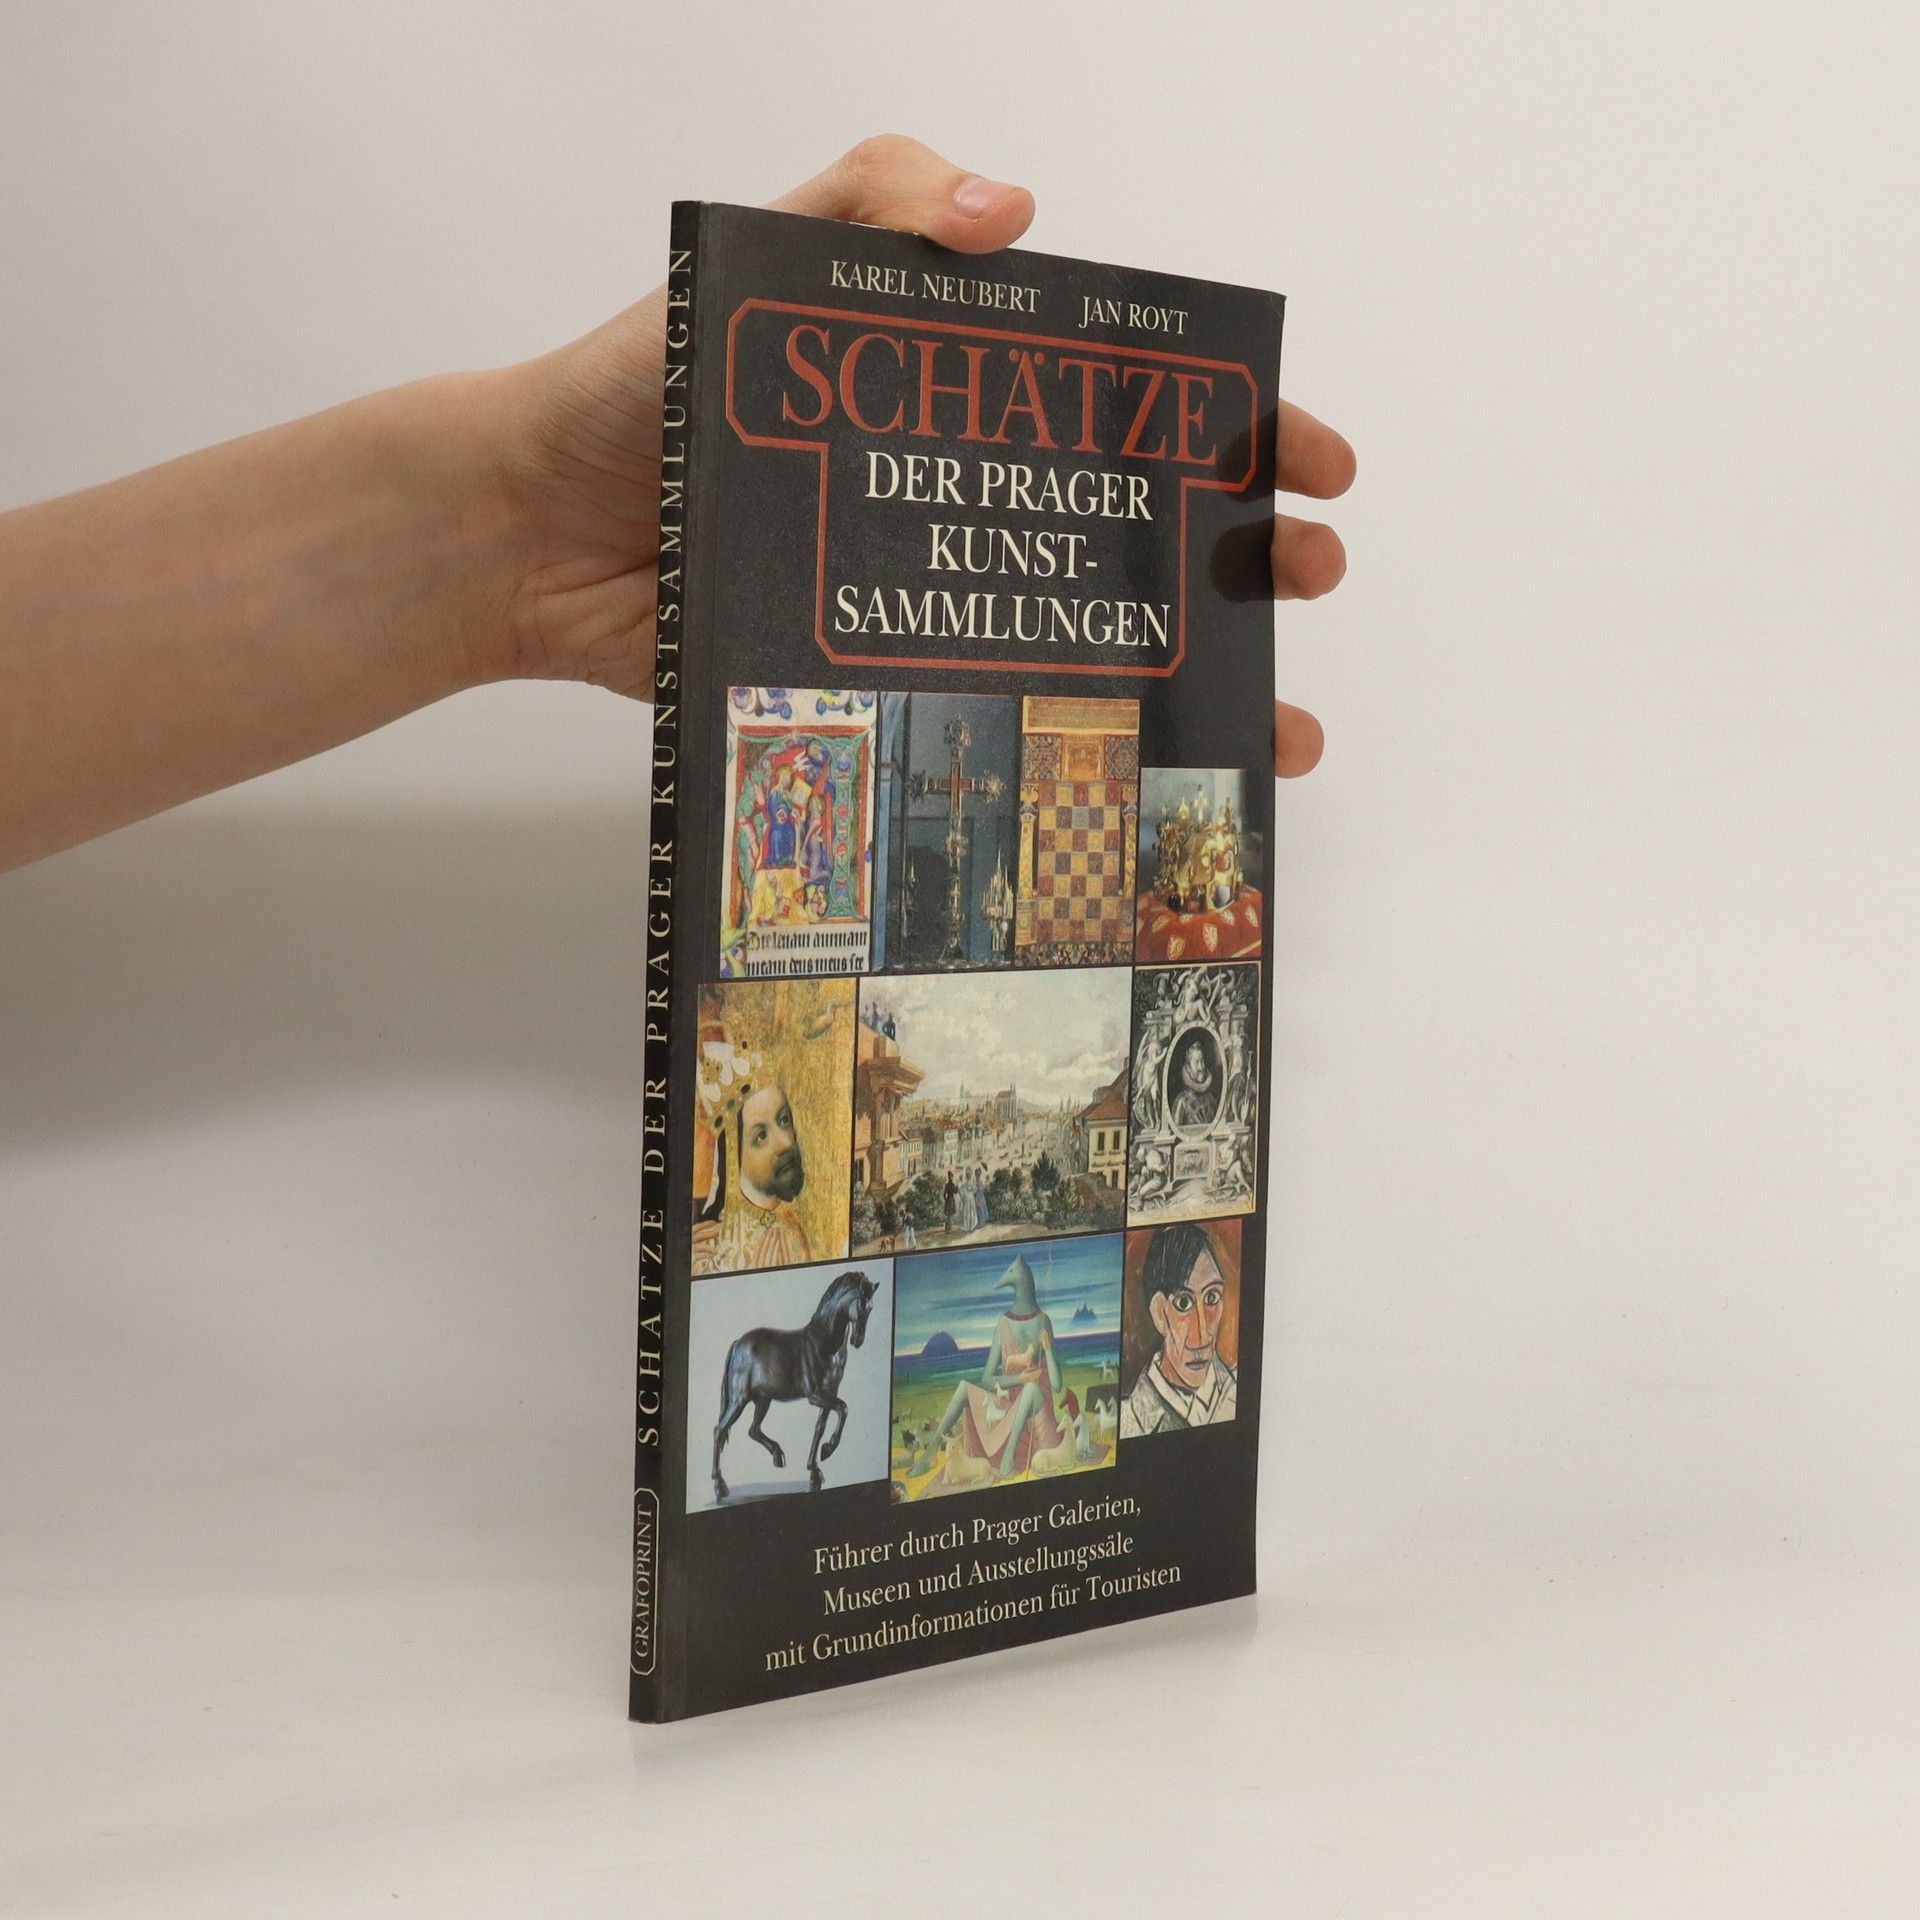 KAREL NEUBERT JAN ROYT
SCHÄTZE
DER PRAGER
KUNST-
SAMMLUNGEN
Führer durch Prager Galerien,
Museen und Ausstellungssäle
mit Grundinformationen für Touristen
GRAFOPRINT SCHÄTZE DER PRAGER KUNSTSAMMLUNGEN